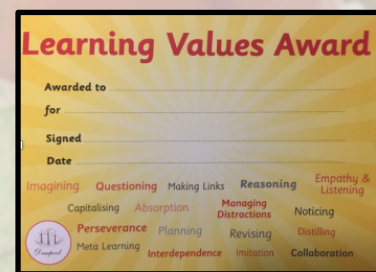 Learning Values Award
Awarded to
for
Signed
Date
Imagining Questioning Making Links Reasoning Empathy & Listening
Capitalising Absorption Managing Distractions Noticing
Perseverance Planning Revising Distilling
Meta Learning Interdependence Imitation Collaboration